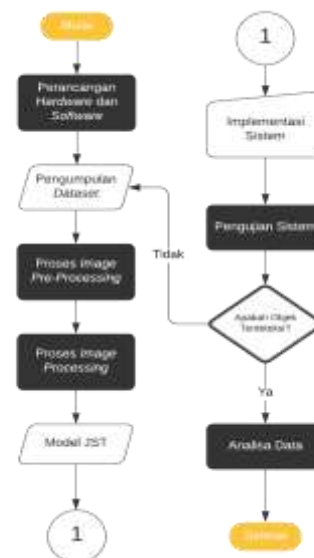 Mulai
Perancangan
Hardware dan
Software
Pengumpulan
Dataset
Proses Image
Pre-Processing
Proses Image
Processing
Model JST
1
1
Implementasi
Sistem
Pengujian Sistem
Apakah Objek
Terdeteksi?
Tidak
Ya
Analisa Data
Selesai